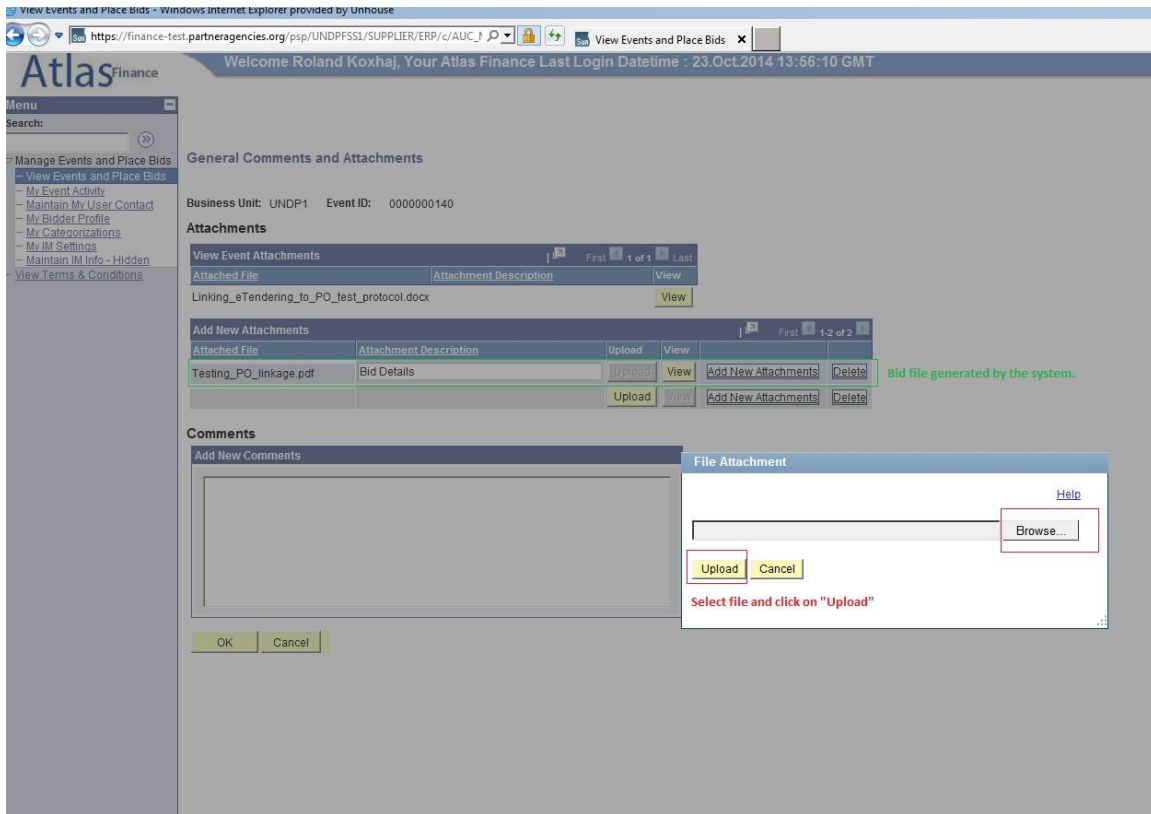 View Events and Place Bids - Windows Internet Explorer provided by Unhouse
https://finance-test.partneragencies.org/psp/UNDPFSS1/SUPPLIER/ERP/c/AUC_
View Events and Place Bids
Atlas Finance
Welcome Roland Koxhaj, Your Atlas Finance Last Login Datetime : 23.Oct.2014 13:56:10 GMT
Menu
Search:
Manage Events and Place Bids
– View Events and Place Bids
– My Event Activity
– Maintain My User Contact
– My Bidder Profile
– My Categorizations
– My IM Settings
– Maintain IM Info - Hidden
– View Terms & Conditions
General Comments and Attachments
Business Unit: UNDP1 Event ID: 0000000140
Attachments
View Event Attachments First 1 of 1 Last
Attached File Attachment Description View
Linking_eTendering_to_PO_test_protocol.docx View
Add New Attachments First 1-2 of 2
Attached File Attachment Description Upload View
Testing_PO_linkage.pdf Bid Details Upload View Add New Attachments Delete Bid file generated by the system.
Upload View Add New Attachments Delete
Comments
Add New Comments
File Attachment
Help
Browse...
Upload Cancel
Select file and click on "Upload"
OK Cancel